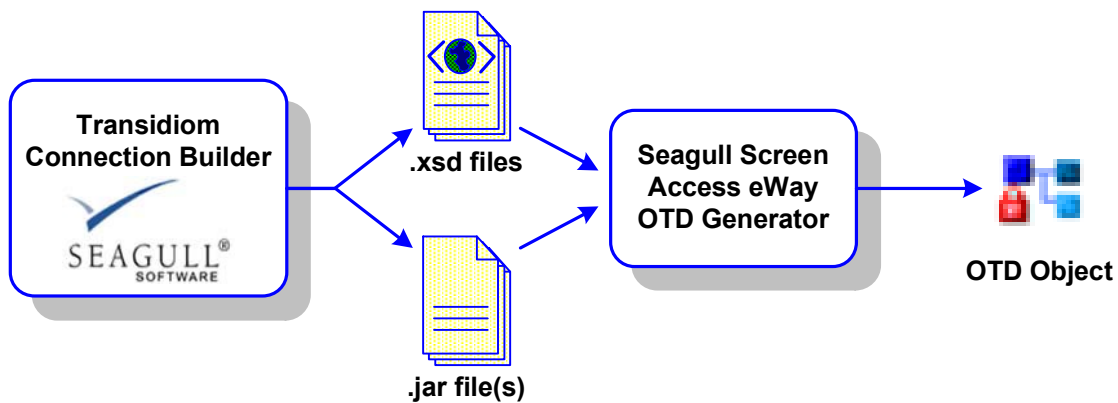 Transidiom
Connection Builder
SEAGULL®
SOFTWARE
.xsd files
.jar file(s)
Seagull Screen
Access eWay
OTD Generator
OTD Object